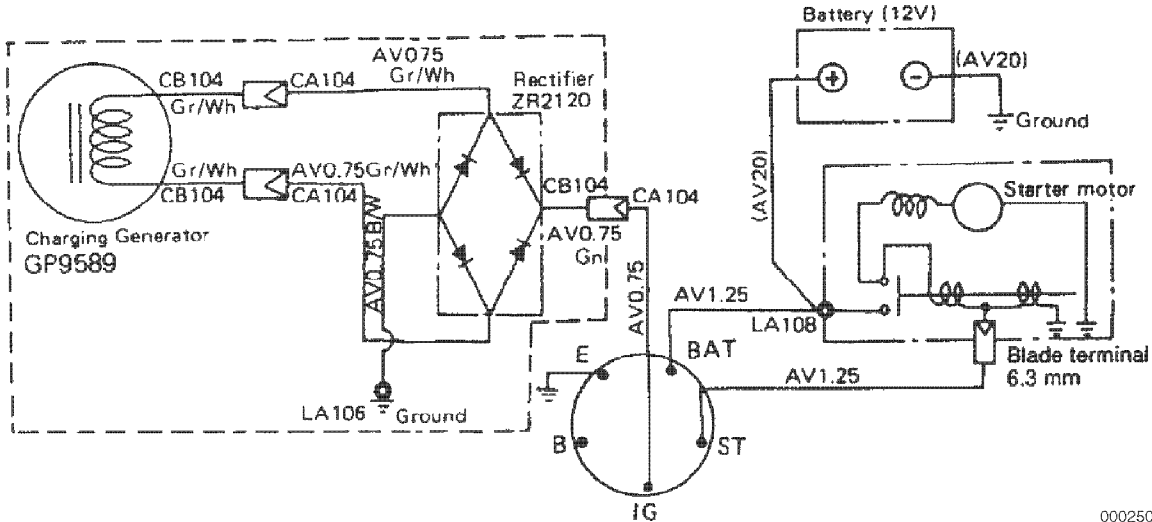 Battery (12V)
(AV20)
Ground
(AV20)
AV075
Gr/Wh
CB104
CA104
Gr/Wh
Rectifier
ZR2120
Gr/Wh
AV0.75Gr/Wh
CB104
CA104
CB104
CA104
AV0.75
Gn
Starter motor
Charging Generator
GP9589
AV0.75 B/W
AV0.75
AV1.25
LA108
Blade terminal
6.3 mm
AV1.25
LA106
Ground
E
BAT
B
ST
IG
+
-
000250